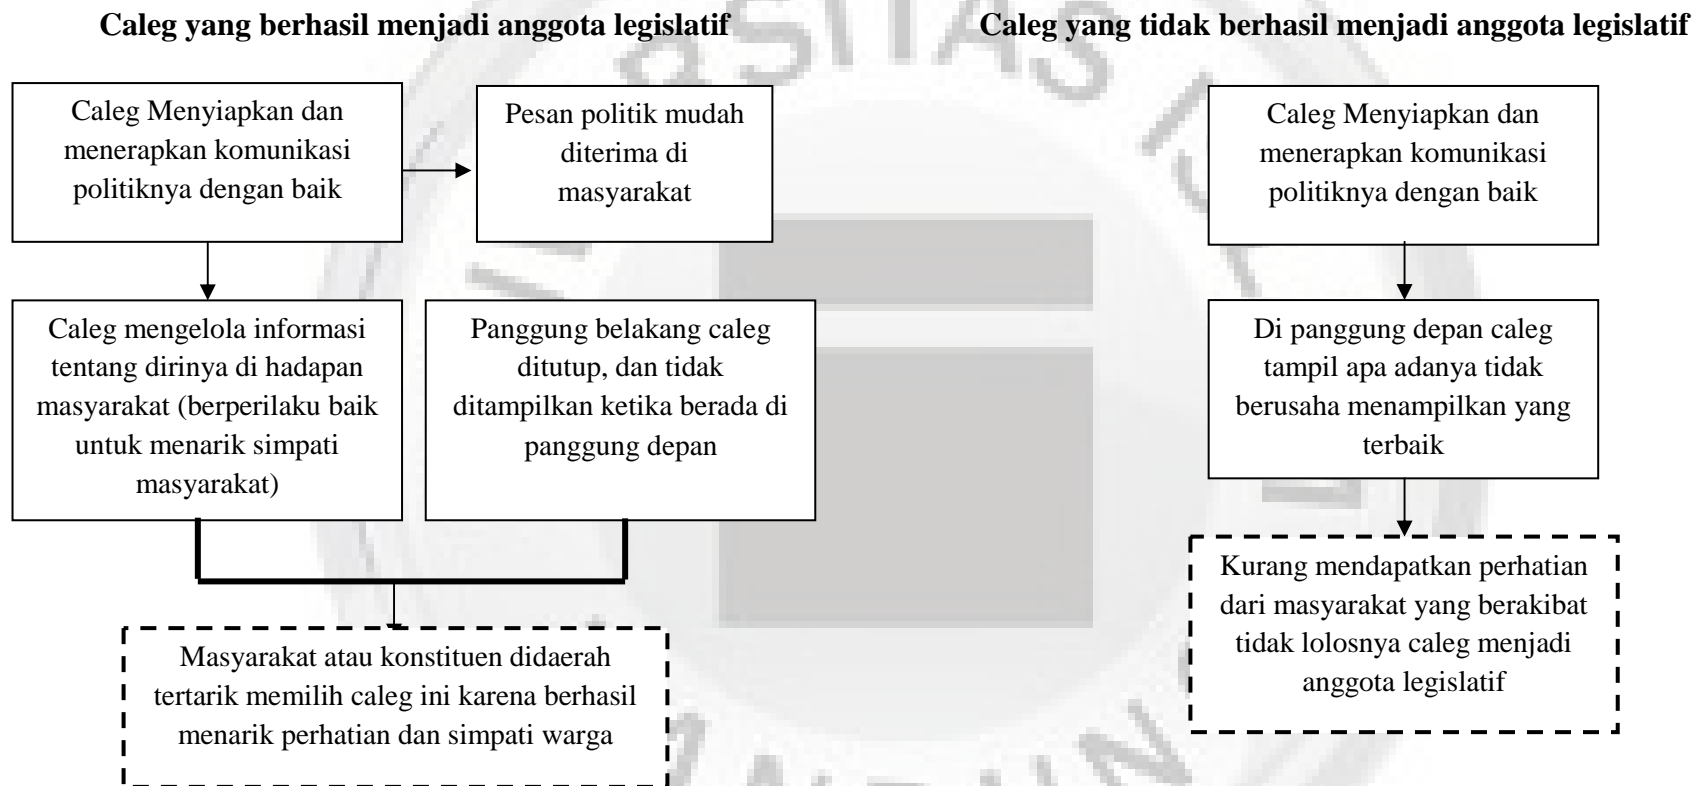 Caleg yang berhasil menjadi anggota legislatif
Caleg yang tidak berhasil menjadi anggota legislatif
Caleg Menyiapkan dan
menerapkan komunikasi
politiknya dengan baik
Pesan politik mudah
diterima di
masyarakat
Caleg mengelola informasi
tentang dirinya di hadapan
masyarakat (berperilaku baik
untuk menarik simpati
masyarakat)
Panggung belakang caleg
ditutup, dan tidak
ditampilkan ketika berada di
panggung depan
Masyarakat atau konstituen didaerah
tertarik memilih caleg ini karena berhasil
menarik perhatian dan simpati warga
Caleg Menyiapkan dan
menerapkan komunikasi
politiknya dengan baik
Di panggung depan caleg
tampil apa adanya tidak
berusaha menampilkan yang
terbaik
Kurang mendapatkan perhatian
dari masyarakat yang berakibat
tidak lolosnya caleg menjadi
anggota legislatif